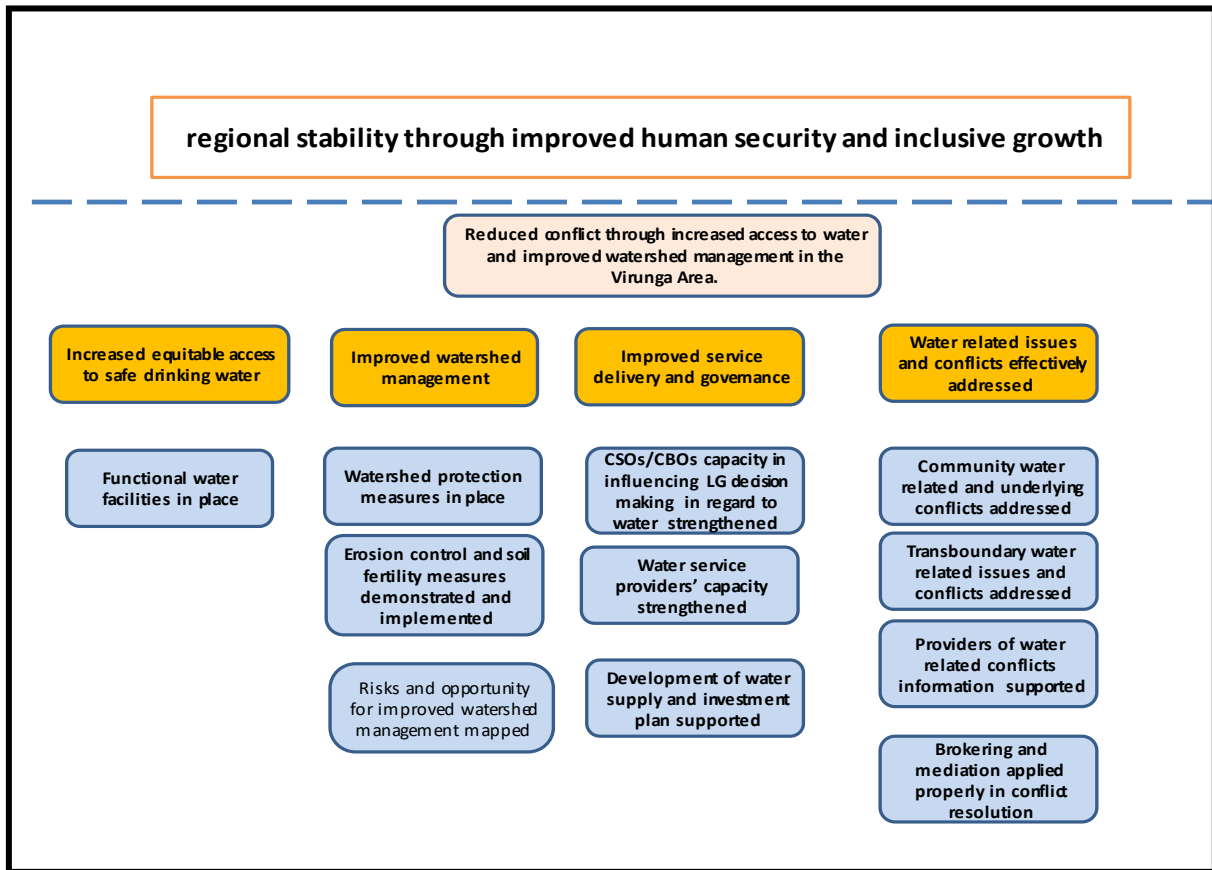 regional stability through improved human security and inclusive growth
Reduced conflict through increased access to water
and improved watershed management in the
Virunga Area.
Increased equitable access
to safe drinking water
Improved watershed
management
Improved service
delivery and governance
Water related issues
and conflicts effectively
addressed
Functional water
facilities in place
Watershed protection
measures in place
Erosion control and soil
fertility measures
demonstrated and
implemented
Risks and opportunity
for improved watershed
management mapped
CSOs/CBOs capacity in
influencing LG decision
making in regard to
water strengthened
Water service
providers’ capacity
strengthened
Development of water
supply and investment
plan supported
Community water
related and underlying
conflicts addressed
Transboundary water
related issues and
conflicts addressed
Providers of water
related conflicts
information supported
Brokering and
mediation applied
properly in conflict
resolution